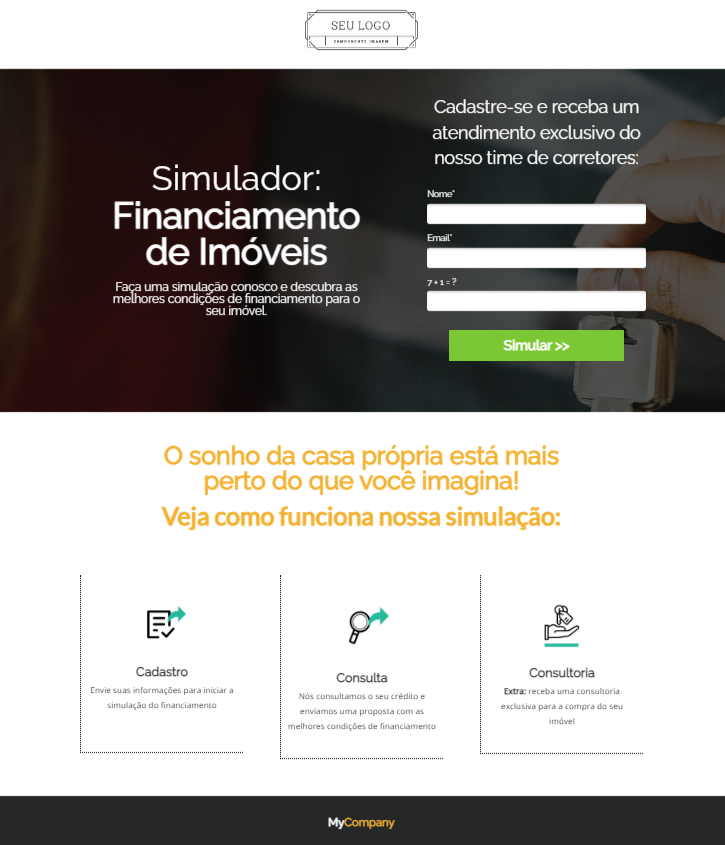 SEU LOGO
COMPONENTE IMAGEM
Simulador:
Financiamento
de Imóveis
Faça uma simulação conosco e descubra as
melhores condições de financiamento para o
seu imóvel.
Cadastre-se e receba um
atendimento exclusivo do
nosso time de corretores:
Nome*
Email*
7 + 1 = ?
Simular >>
O sonho da casa própria está mais
perto do que você imagina!
Veja como funciona nossa simulação:
Cadastro
Envie suas informações para iniciar a
simulação do financiamento
Consulta
Nós consultamos o seu crédito e
enviamos uma proposta com as
melhores condições de financiamento
Consultoria
Extra: receba uma consultoria
exclusiva para a compra do seu
imóvel
MyCompany